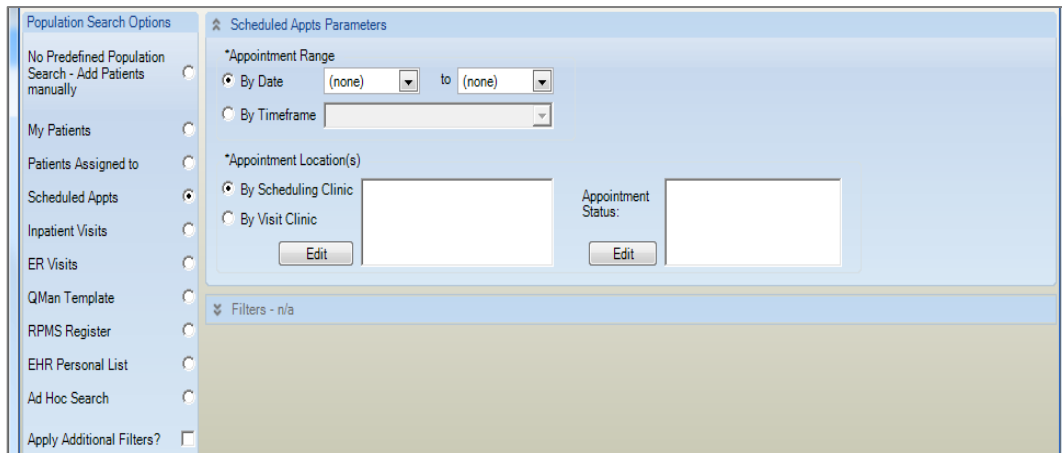 Population Search Options
No Predefined Population
Search - Add Patients
manually
My Patients
Patients Assigned to
Scheduled Appts
Inpatient Visits
ER Visits
QMan Template
RPMS Register
EHR Personal List
Ad Hoc Search
Apply Additional Filters?
Scheduled Appts Parameters
*Appointment Range
By Date (none) to (none)
By Timeframe
*Appointment Location(s)
By Scheduling Clinic
By Visit Clinic
Edit
Appointment
Status:
Edit
Filters - n/a